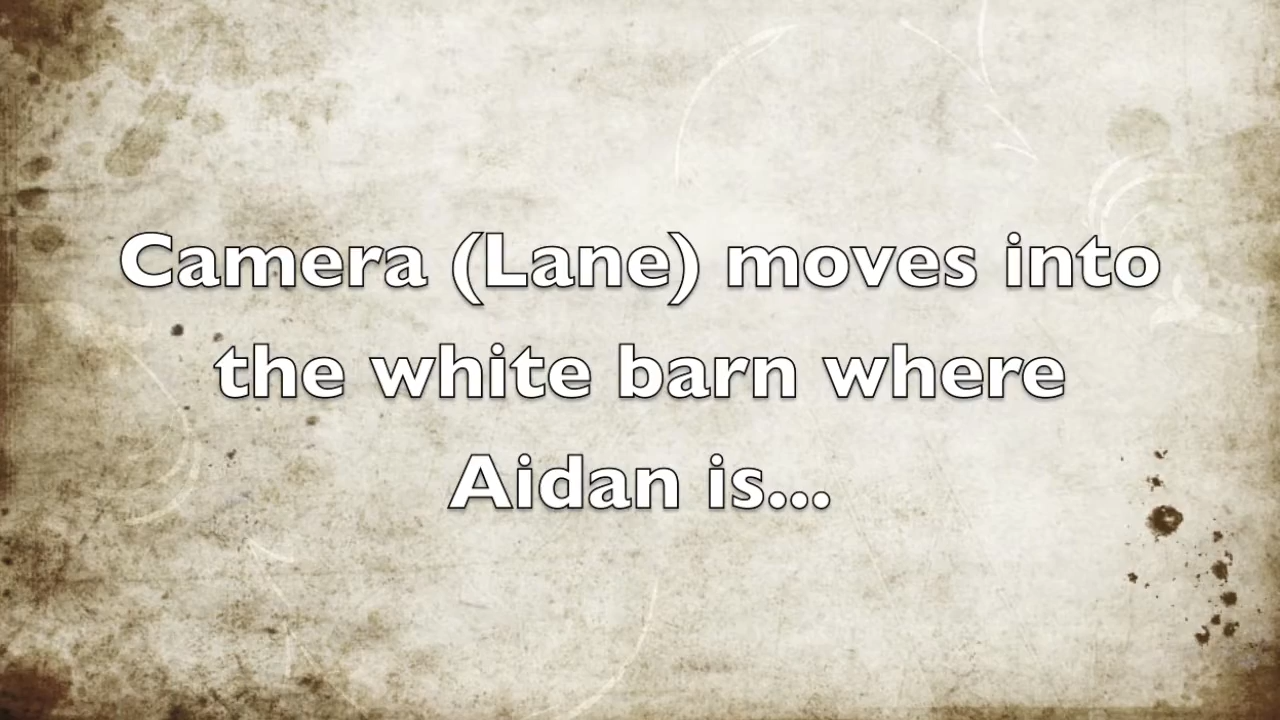 Camera (Lane) moves into
the white barn where
Aidan is...